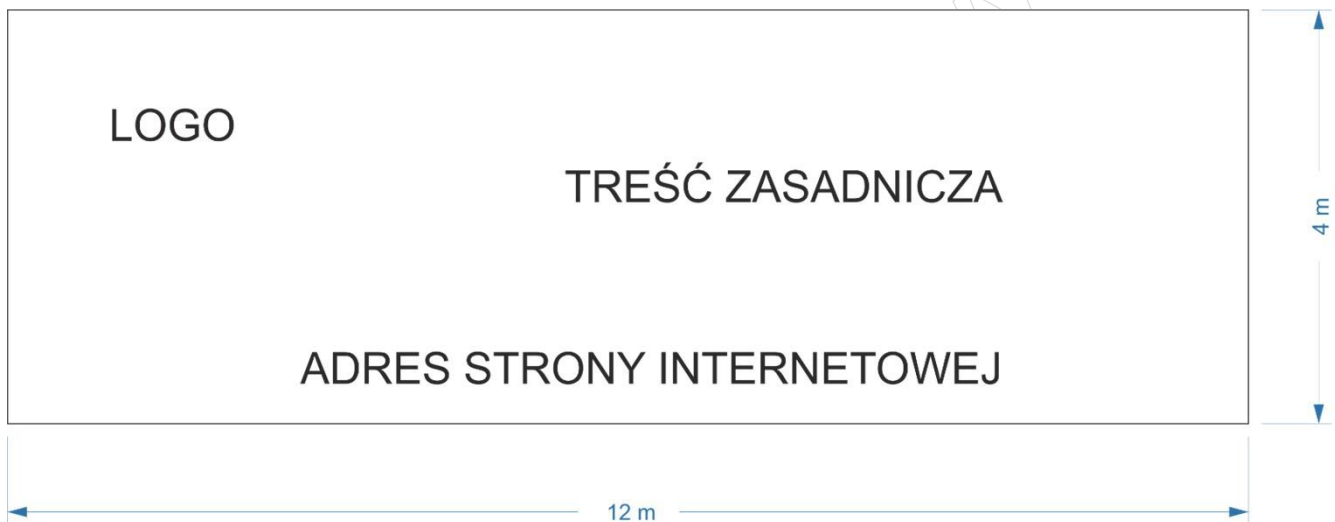 LOGO
TREŚĆ ZASADNICZA
4 m
ADRES STRONY INTERNETOWEJ
12 m